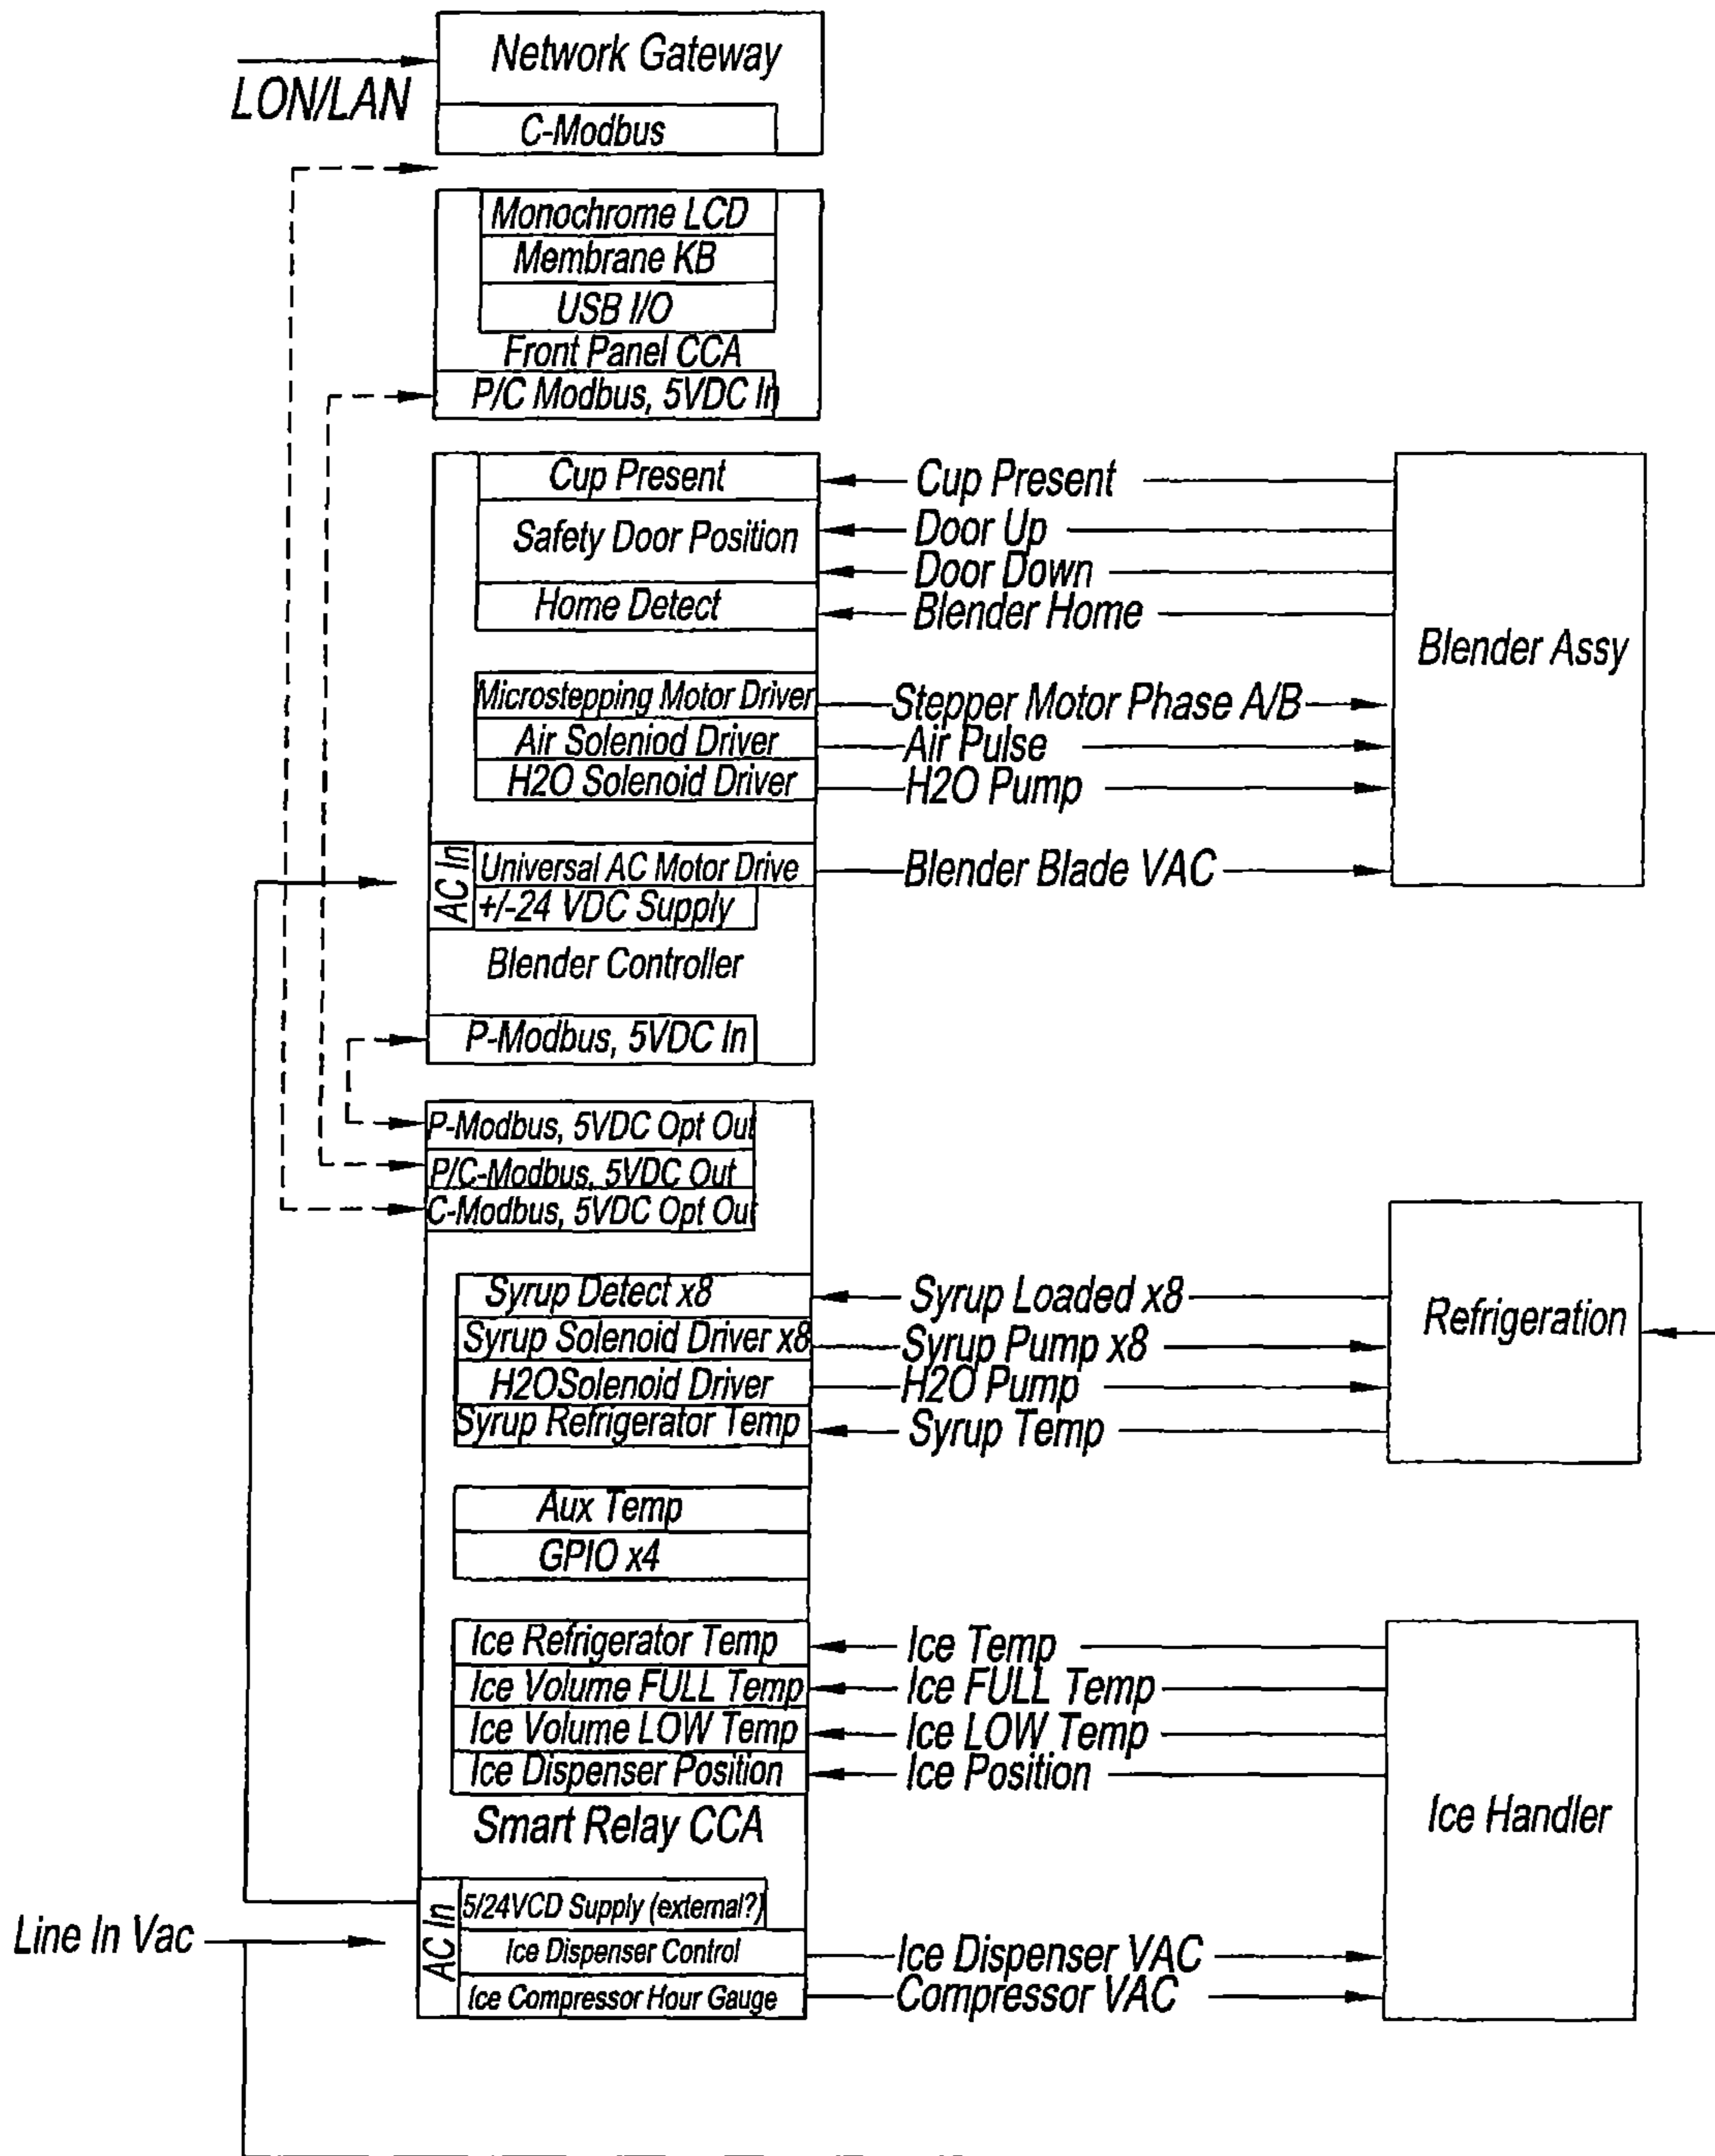 Network Gateway
LON/LAN
C-Modbus
Monochrome LCD
Membrane KB
USB I/O
Front Panel CCA
P/C Modbus, 5VDC In
Cup Present
Cup Present
Safety Door Position
Door Up
Door Down
Home Detect
Blender Home
Blender Assy
Microstepping Motor Driver
Stepper Motor Phase A/B
Air Soleniod Driver
Air Pulse
H2O Solenoid Driver
H2O Pump
AC In
Universal AC Motor Drive
Blender Blade VAC
+/-24 VDC Supply
Blender Controller
P-Modbus, 5VDC In
P-Modbus, 5VDC Opt Out
P/C-Modbus, 5VDC Out
C-Modbus, 5VDC Opt Out
Syrup Detect x8
Syrup Loaded x8
Syrup Solenoid Driver x8
Syrup Pump x8
H2OSolenoid Driver
H2O Pump
Syrup Refrigerator Temp
Syrup Temp
Refrigeration
Aux Temp
GPIO x4
Ice Refrigerator Temp
Ice Temp
Ice Volume FULL Temp
Ice FULL Temp
Ice Volume LOW Temp
Ice LOW Temp
Ice Dispenser Position
Ice Position
Smart Relay CCA
Ice Handler
Line In Vac
AC In
5/24VCD Supply (external?)
Ice Dispenser Control
Ice Dispenser VAC
Ice Compressor Hour Gauge
Compressor VAC